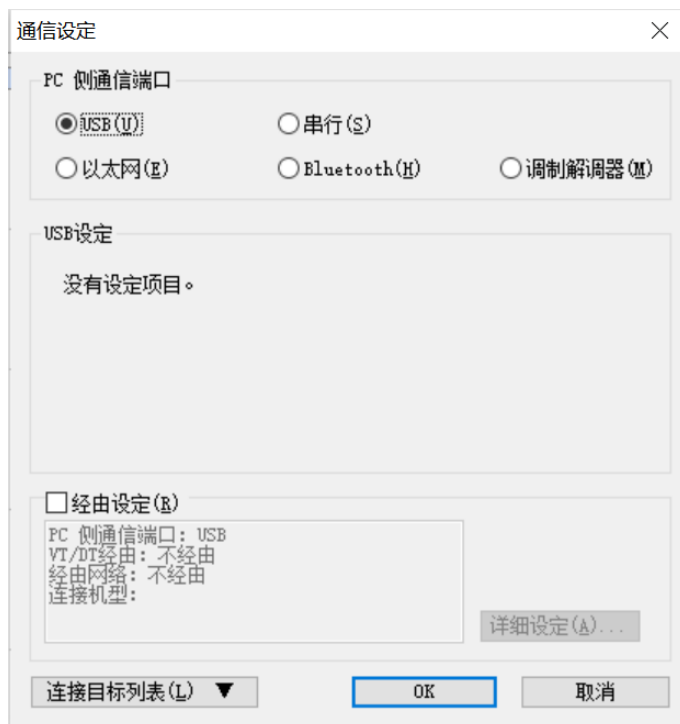 通信设定
PC 侧通信端口
USB(U)
串行(S)
以太网(E)
Bluetooth(H)
调制解调器(M)
USB设定
没有设定项目。
经由设定(R)
PC 侧通信端口: USB
VT/DT经由: 不经由
经由网络: 不经由
连接机型:
详细设定(A)...
连接目标列表(L) ▼
OK
取消